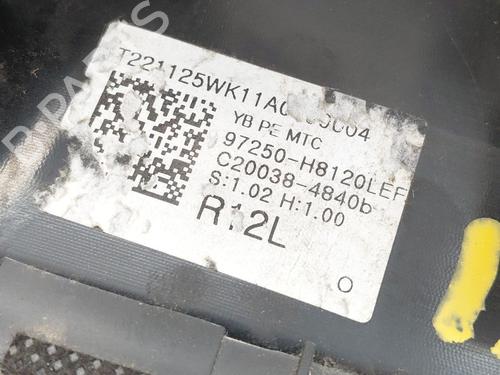 YB PE MTC
97250-H8120LEF
C20038-4840b
S:1.02 H:1.00
R12L
O